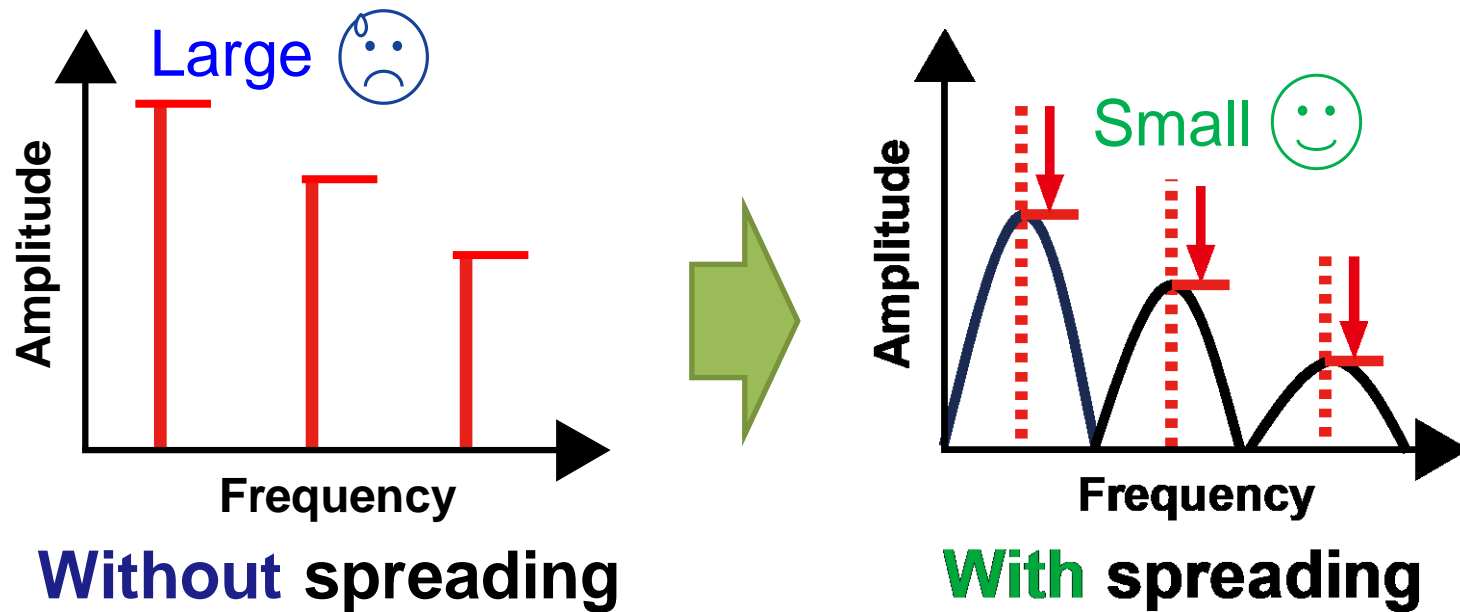 Large
Amplitude
Frequency
Without spreading
Small
Amplitude
Frequency
With spreading